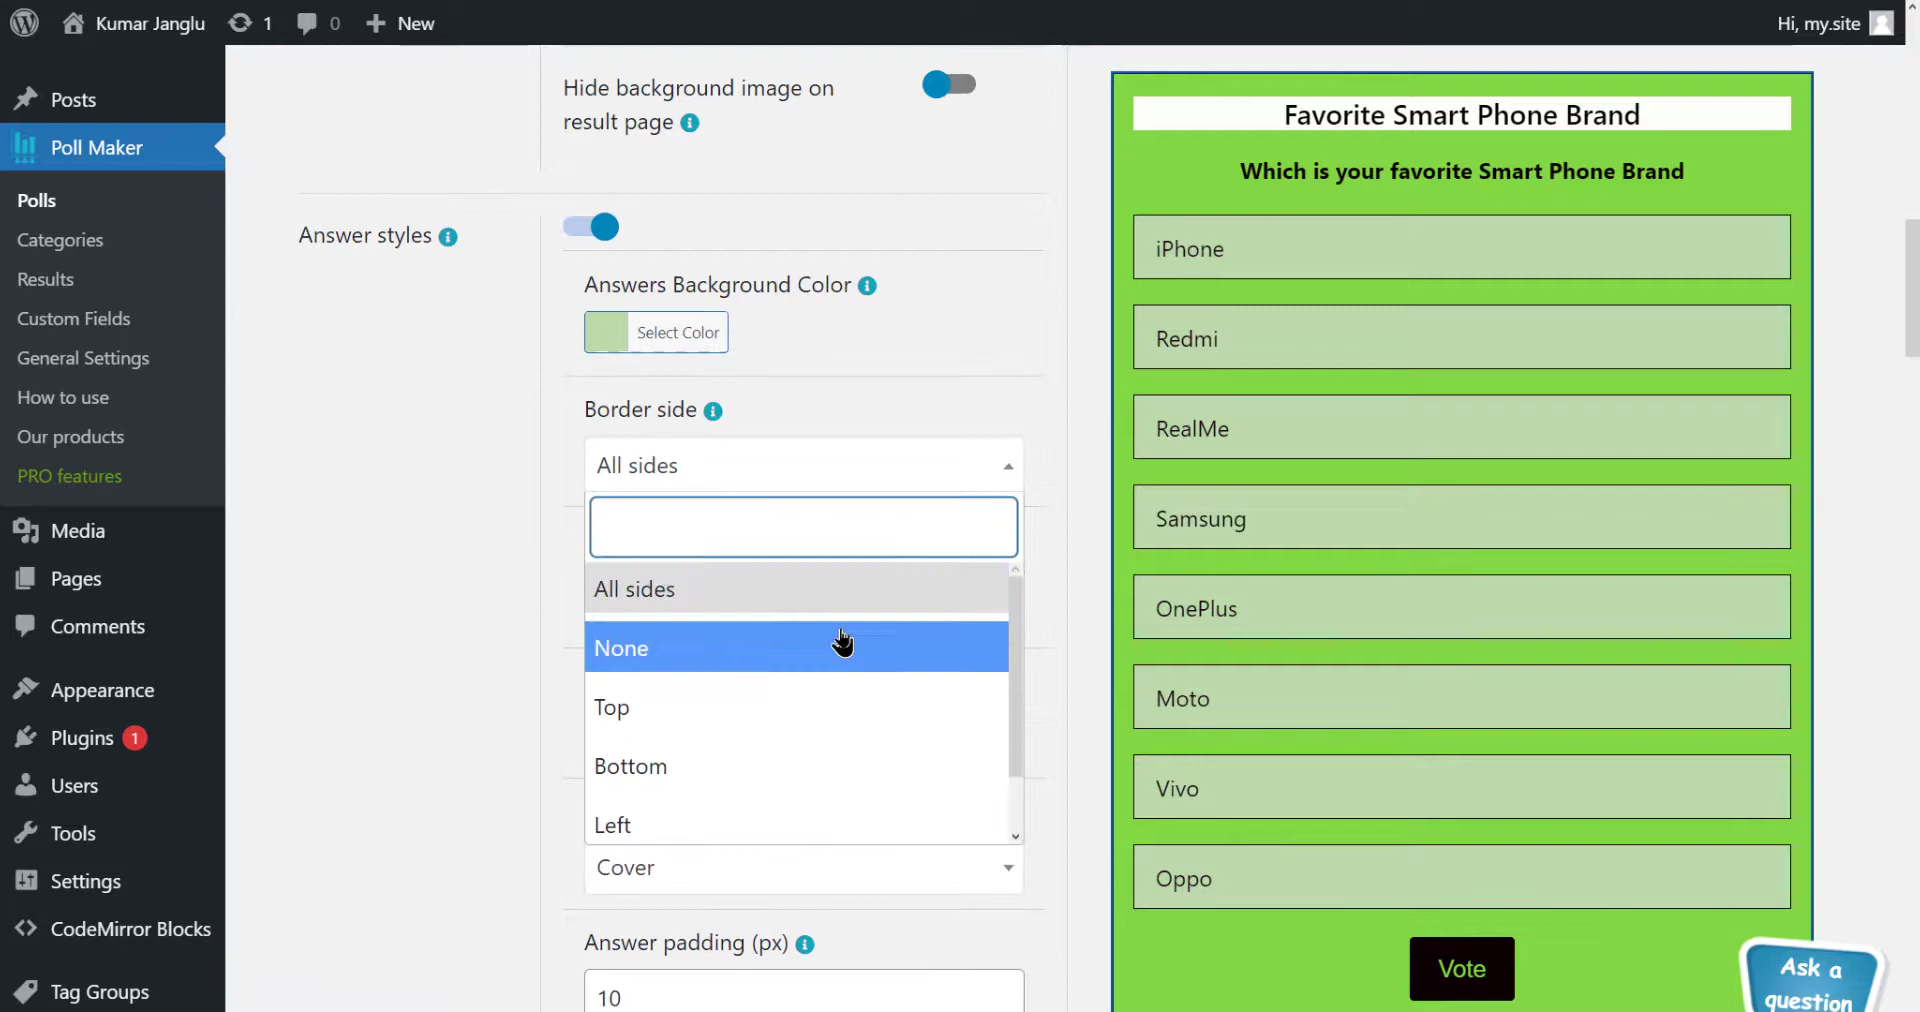 Kumar Janglu
1
0
New
Hi, my.site
Posts
Poll Maker
Polls
Categories
Results
Custom Fields
General Settings
How to use
Our products
PRO features
Media
Pages
Comments
Appearance
Plugins 1
Users
Tools
Settings
CodeMirror Blocks
Tag Groups
Hide background image on
result page
Answer styles
Answers Background Color
Select Color
Border side
All sides
All sides
None
Top
Bottom
Left
Cover
Answer padding (px)
10
Favorite Smart Phone Brand
Which is your favorite Smart Phone Brand
iPhone
Redmi
RealMe
Samsung
OnePlus
Moto
Vivo
Oppo
Vote
Ask a
question